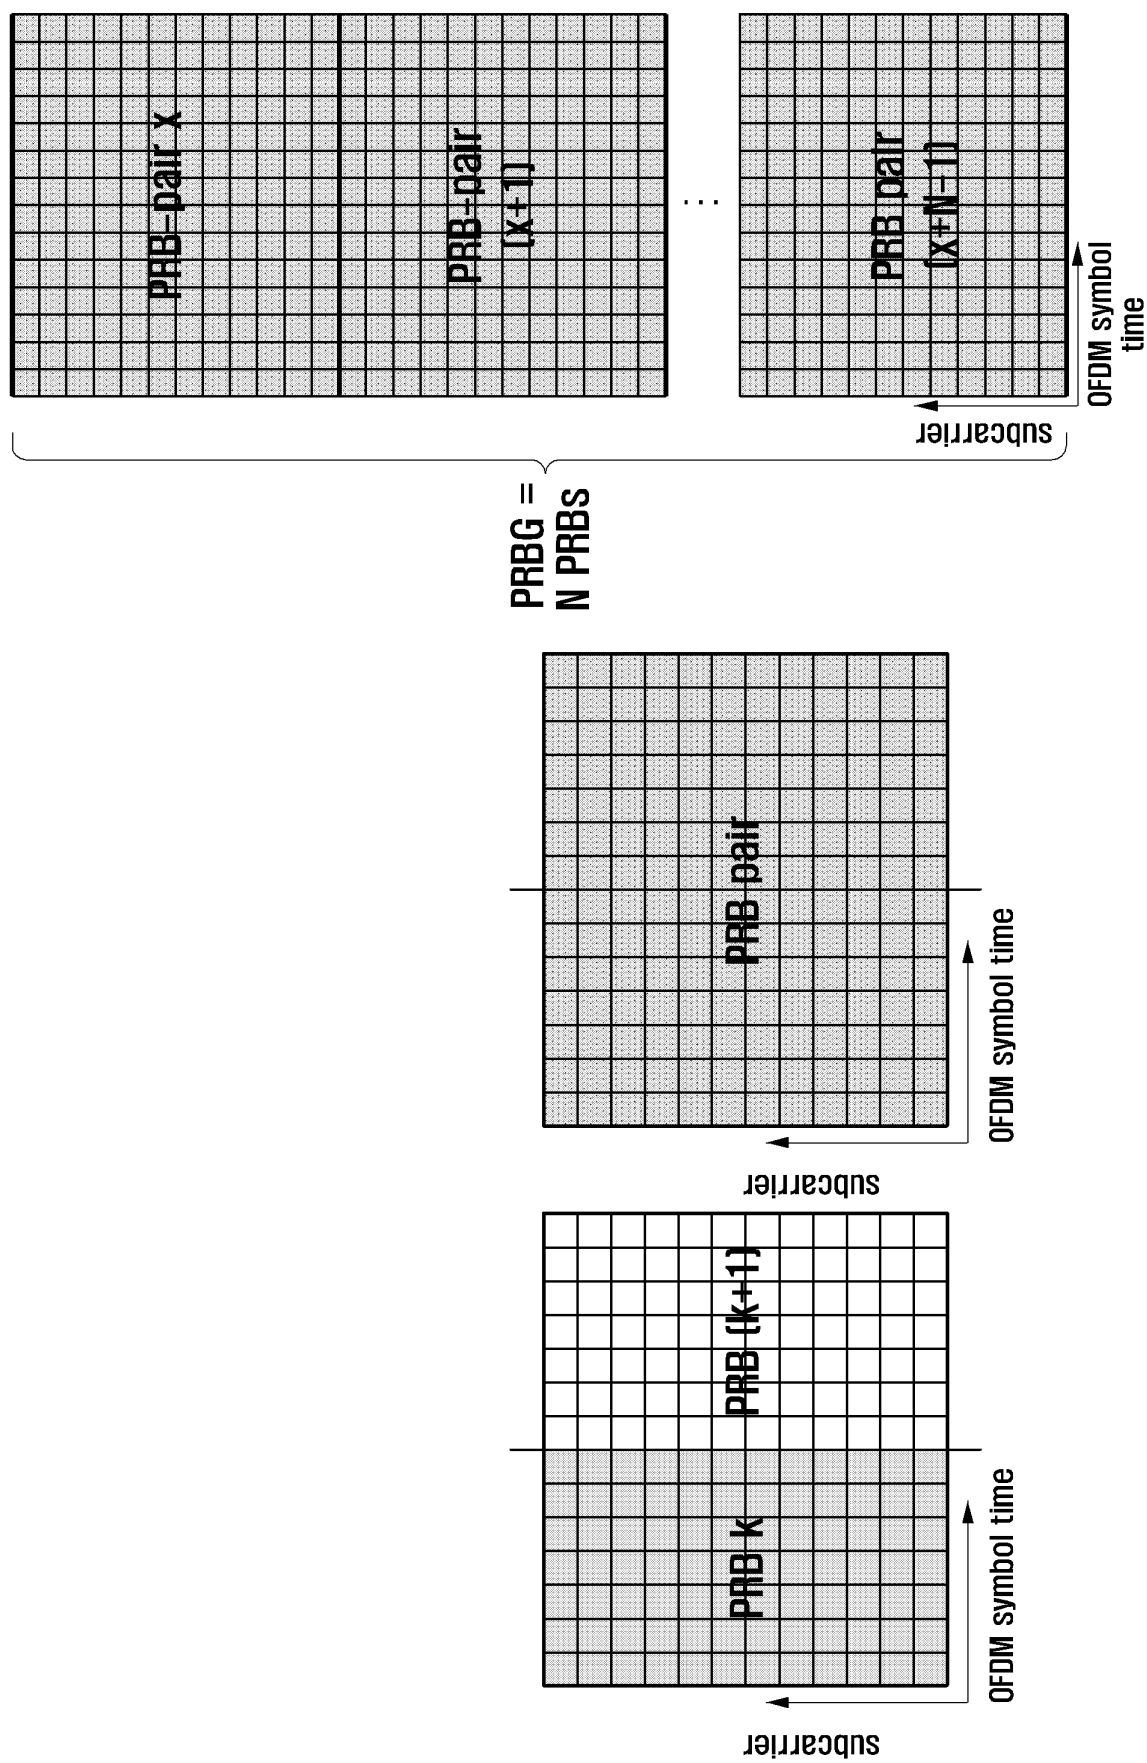 subcarrier
PRB k
PRB (k+1)
OFDM symbol time
subcarrier
PRB pair
OFDM symbol time
PRBG =
N PRBs
PRB-pair x
PRB-pair
(x+1)
...
PRB pair
(x+N-1)
subcarrier
OFDM symbol
time